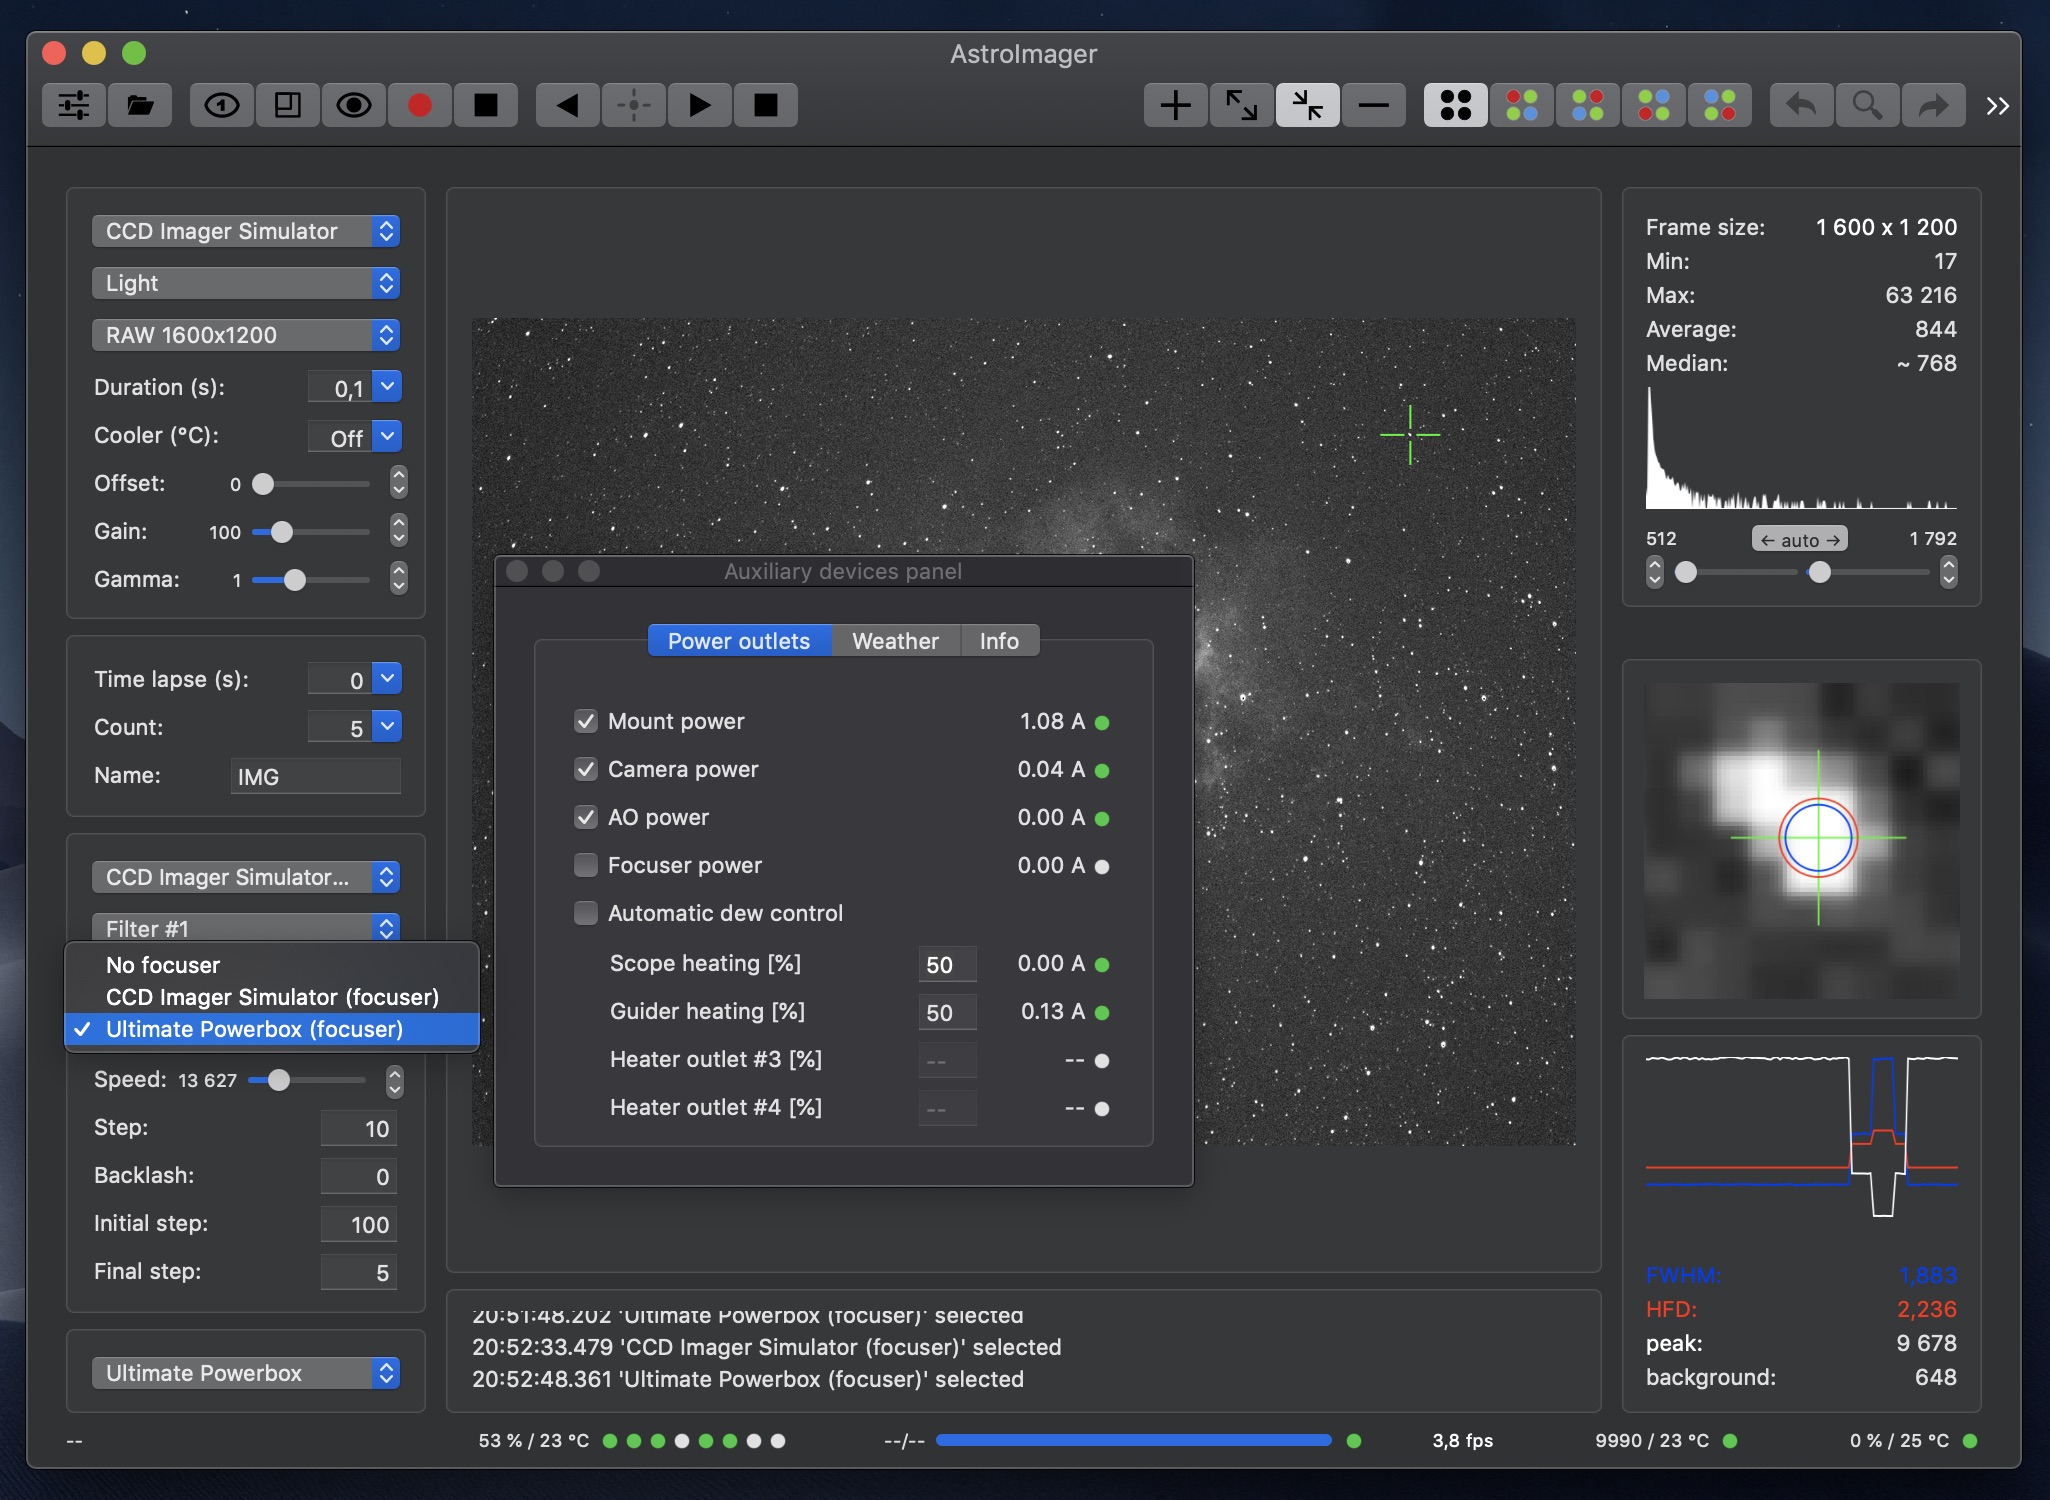 AstroImager
1
CCD Imager Simulator
Light
RAW 1600x1200
Duration (s): 0,1
Cooler (°C): Off
Offset: 0
Gain: 100
Gamma: 1
Time lapse (s): 0
Count: 5
Name: IMG
CCD Imager Simulator...
Filter #1
No focuser
CCD Imager Simulator (focuser)
✓ Ultimate Powerbox (focuser)
Speed: 13 627
Step: 10
Backlash: 0
Initial step: 100
Final step: 5
Ultimate Powerbox
Auxiliary devices panel
Power outlets Weather Info
Mount power 1.08 A
Camera power 0.04 A
AO power 0.00 A
Focuser power 0.00 A
Automatic dew control
Scope heating [%] 50 0.00 A
Guider heating [%] 50 0.13 A
Heater outlet #3 [%] -- --
Heater outlet #4 [%] -- --
20:51:48.202 'Ultimate Powerbox (focuser)' selected
20:52:33.479 'CCD Imager Simulator (focuser)' selected
20:52:48.361 'Ultimate Powerbox (focuser)' selected
Frame size: 1 600 x 1 200
Min: 17
Max: 63 216
Average: 844
Median: ~ 768
512 ← auto → 1 792
FWHM: 1,883
HFD: 2,236
peak: 9 678
background: 648
-- 53 % / 23 °C --/-- 3,8 fps 9990 / 23 °C 0 % / 25 °C